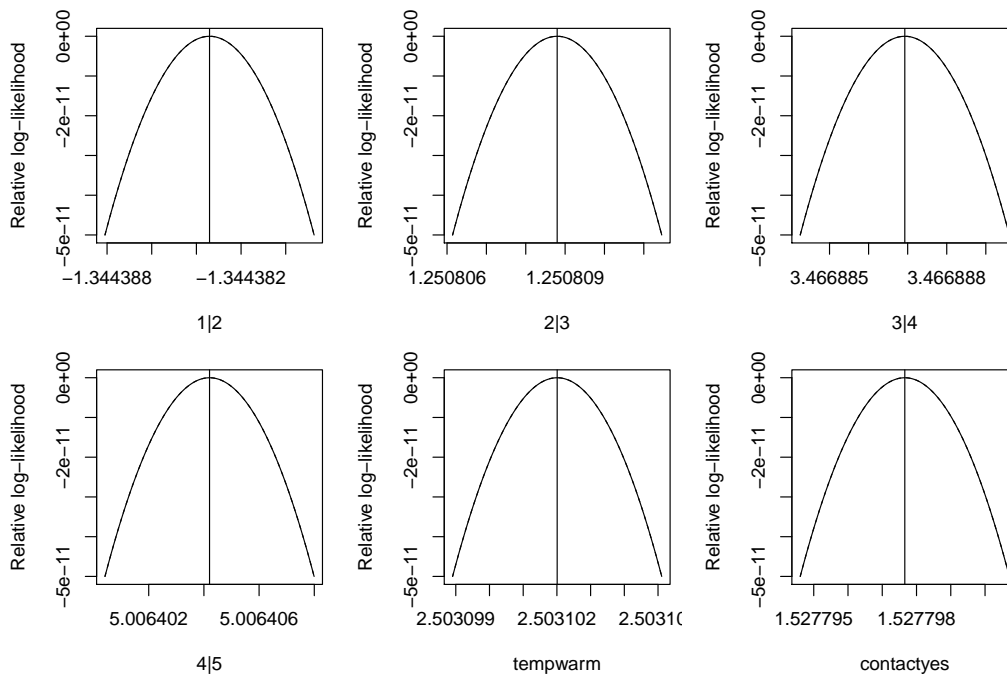 Relative log−likelihood
0e+00
−2e−11
−5e−11
−1.344388
−1.344382
1|2
Relative log−likelihood
0e+00
−2e−11
−5e−11
1.250806
1.250809
2|3
Relative log−likelihood
0e+00
−2e−11
−5e−11
3.466885
3.466888
3|4
Relative log−likelihood
0e+00
−2e−11
−5e−11
5.006402
5.006406
4|5
Relative log−likelihood
0e+00
−2e−11
−5e−11
2.503099
2.503102
tempwarm
Relative log−likelihood
0e+00
−2e−11
−5e−11
1.527795
1.527798
contactyes